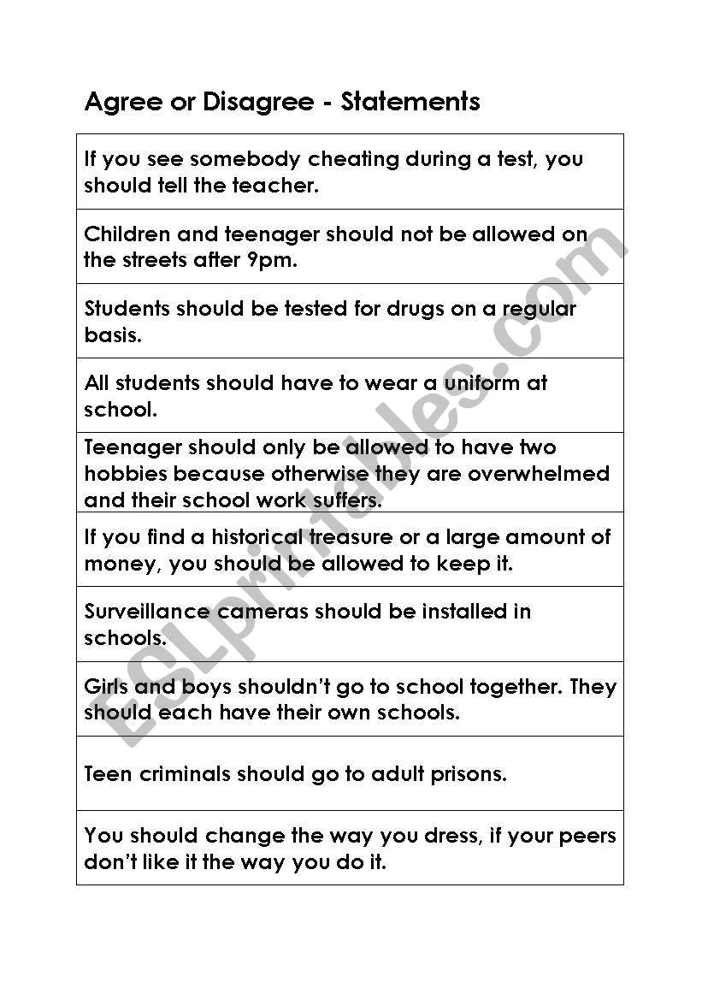 Agree or Disagree - Statements
If you see somebody cheating during a test, you
should tell the teacher.
Children and teenager should not be allowed on
the streets after 9pm.
Students should be tested for drugs on a regular
basis.
All students should have to wear a uniform at
school.
Teenager should only be allowed to have two
hobbies because otherwise they are overwhelmed
and their school work suffers.
If you find a historical treasure or a large amount of
money, you should be allowed to keep it.
Surveillance cameras should be installed in
schools.
Girls and boys shouldn't go to school together. They
should each have their own schools.
Teen criminals should go to adult prisons.
You should change the way you dress, if your peers
don't like it the way you do it.
ESLprintables.com